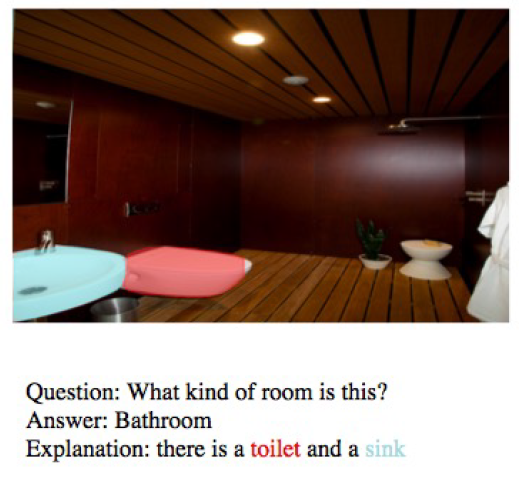 Question: What kind of room is this?
Answer: Bathroom
Explanation: there is a toilet and a sink